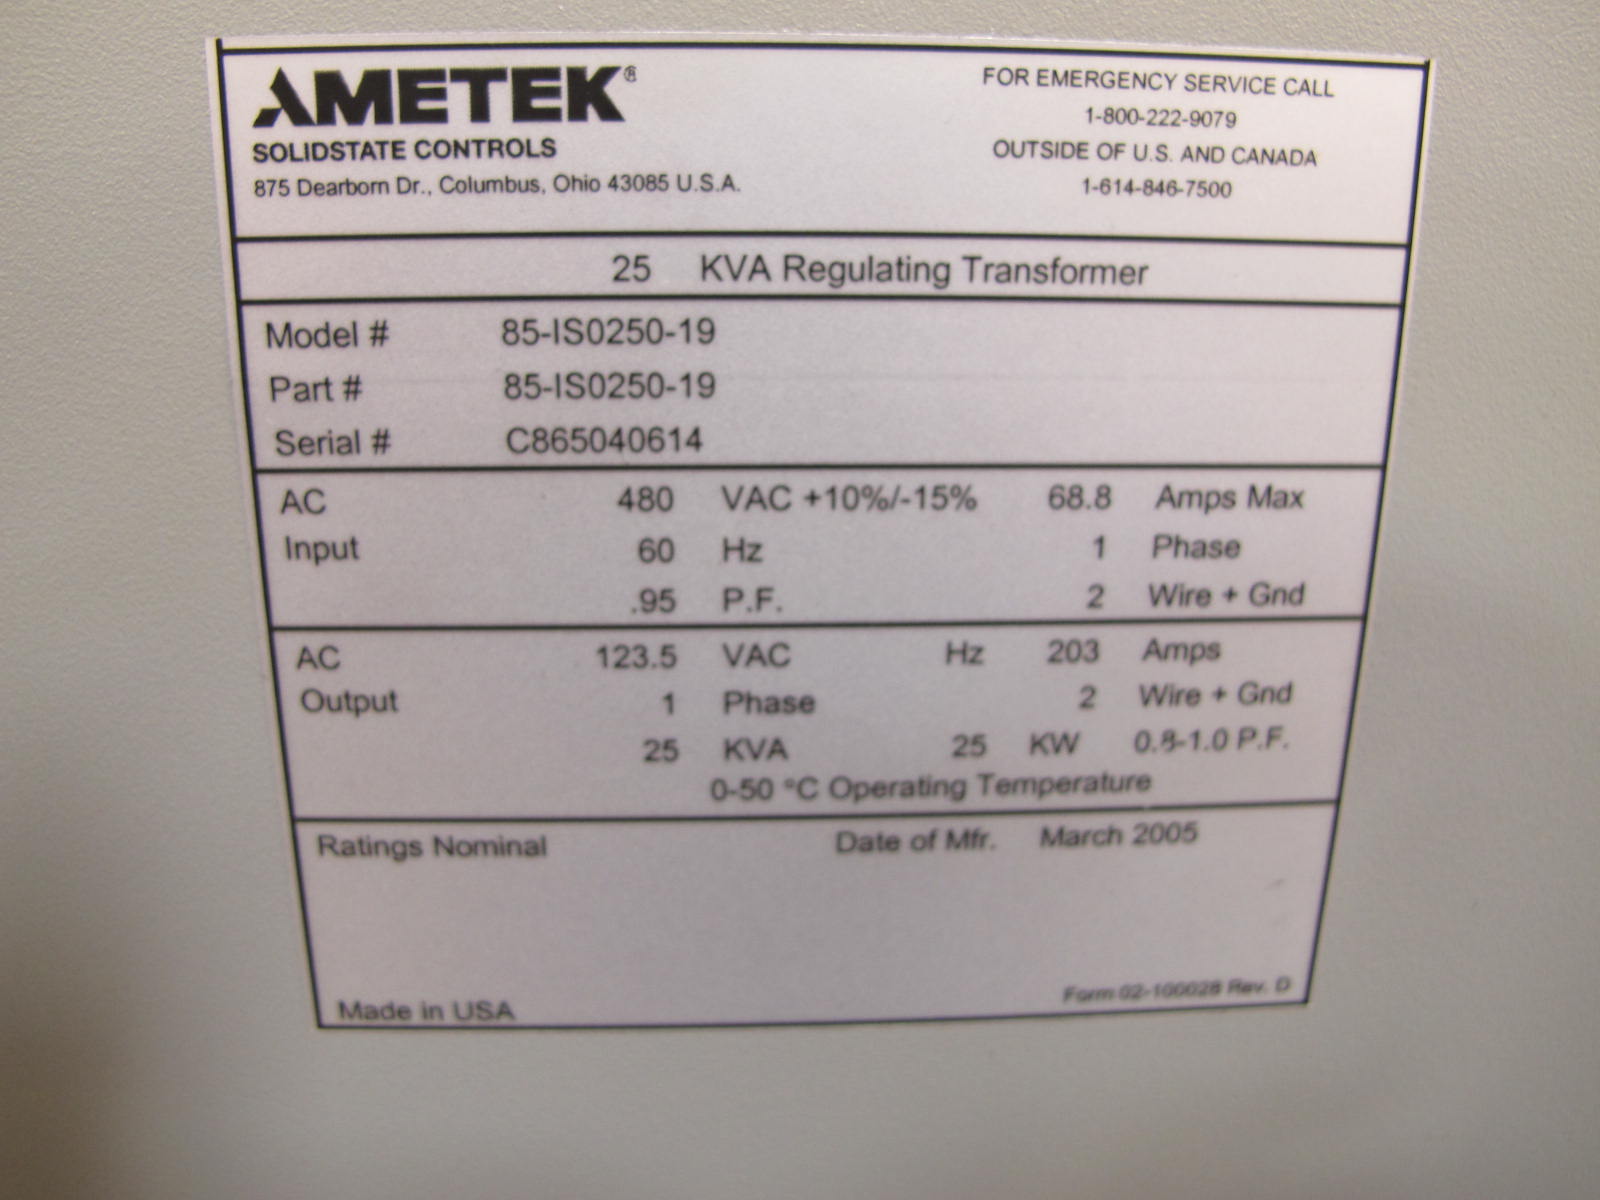 AMETEK®
SOLIDSTATE CONTROLS
875 Dearborn Dr., Columbus, Ohio 43085 U.S.A.
FOR EMERGENCY SERVICE CALL
1-800-222-9079
OUTSIDE OF U.S. AND CANADA
1-614-846-7500
25 KVA Regulating Transformer
Model # 85-IS0250-19
Part # 85-IS0250-19
Serial # C865040614
AC 480 VAC +10%/-15% 68.8 Amps Max
Input 60 Hz 1 Phase
.95 P.F. 2 Wire + Gnd
AC 123.5 VAC Hz 203 Amps
Output 1 Phase 2 Wire + Gnd
25 KVA 25 KW 0.8-1.0 P.F.
0-50 °C Operating Temperature
Ratings Nominal Date of Mfr. March 2005
Made in USA Form 02-100028 Rev. D